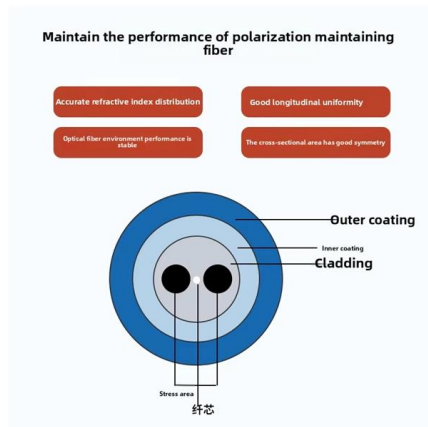 Maintain the performance of polarization maintaining
fiber
Accurate refractive index distribution
Good longitudinal uniformity
Optical fiber environment performance is
stable
The cross-sectional area has good symmetry
Outer coating
Inner coating
Cladding
Stress area
纤芯